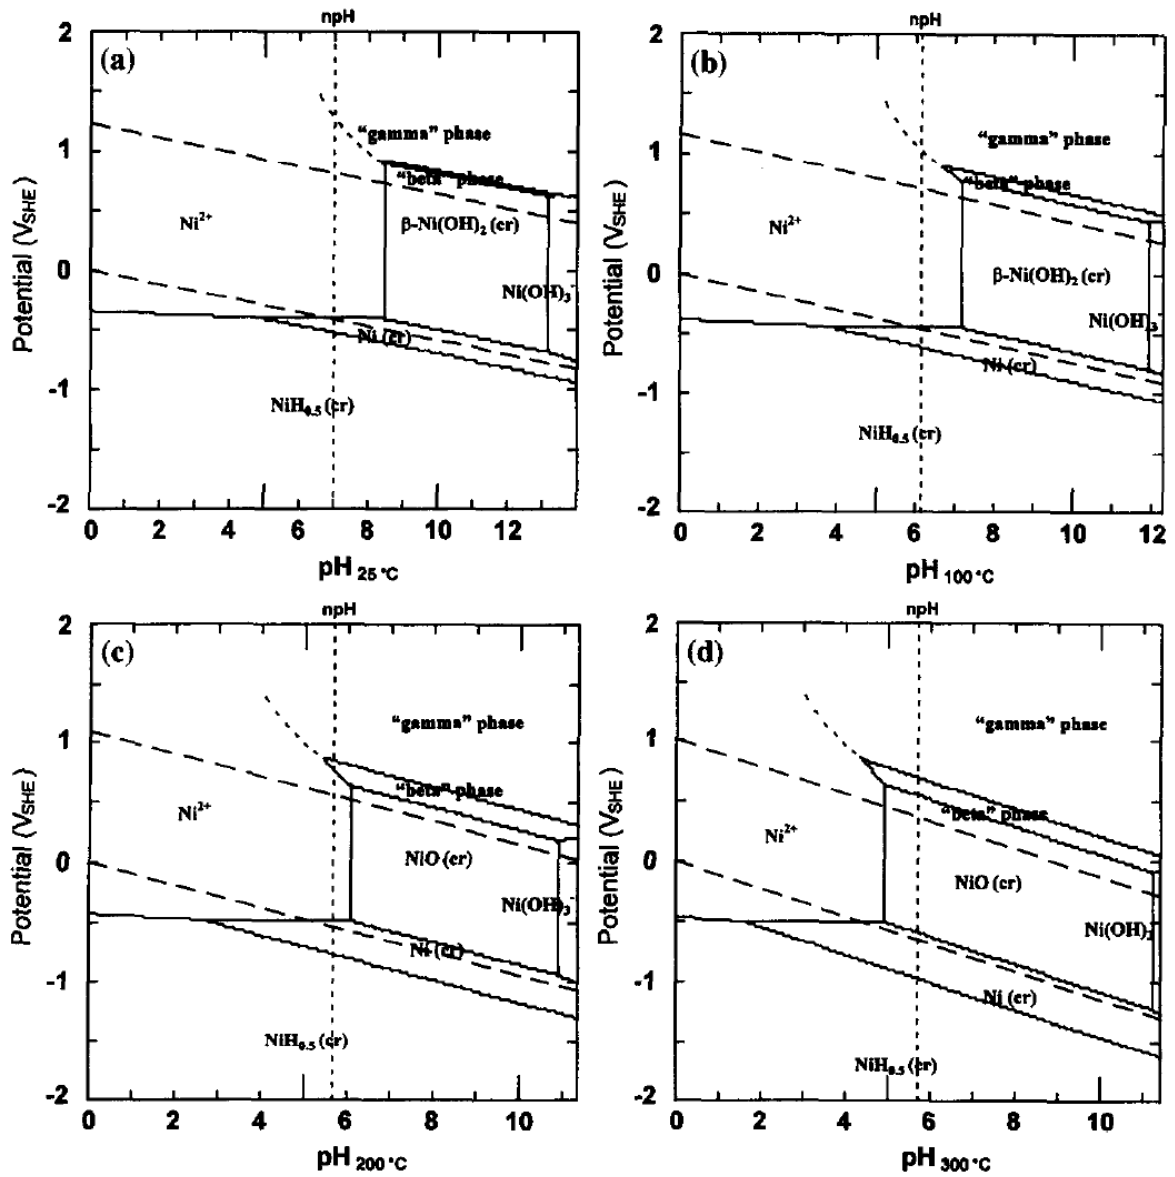 npH
npH
2
(a)
"gamma" phase
1
"beta" phase
Ni2+
β-Ni(OH)2 (cr)
0
Ni(OH)3-
Ni (cr)
-1
NiH0.5 (cr)
-2
0 2 4 6 8 10 12
Potential (VSHE)
pH 25 °C
2
(b)
"gamma" phase
1
"beta" phase
Ni2+
0
β-Ni(OH)2 (cr)
Ni(OH)3-
Ni (cr)
-1
NiH0.5 (cr)
-2
0 2 4 6 8 10 12
Potential (VSHE)
pH 100 °C
npH
npH
2
(c)
"gamma" phase
1
"beta" phase
Ni2+
NiO (cr)
0
Ni(OH)3-
Ni (cr)
-1
NiH0.5 (cr)
-2
0 2 4 6 8 10
Potential (VSHE)
pH 200 °C
2
(d)
"gamma" phase
1
"beta" phase
Ni2+
NiO (cr)
0
Ni(OH)3
Ni (cr)
-1
NiH0.5 (cr)
-2
0 2 4 6 8 10
Potential (VSHE)
pH 300 °C